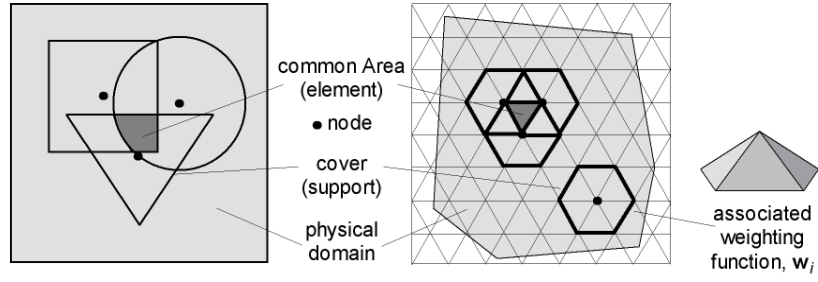 common Area
(element)
node
cover
(support)
physical
domain
associated
weighting
function, wᵢ